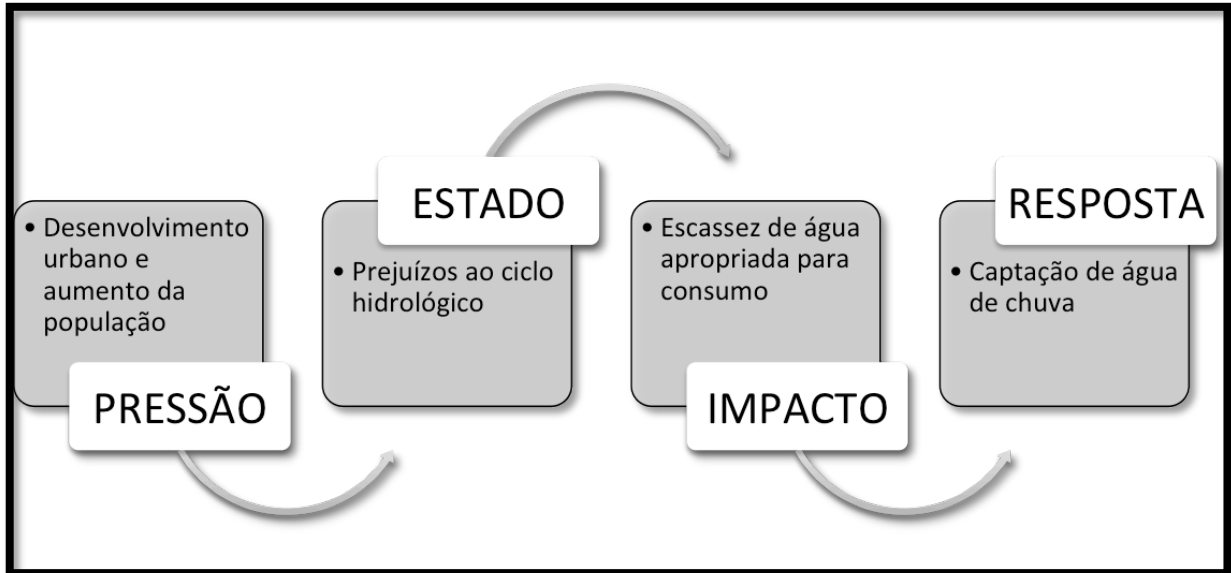 • Desenvolvimento
urbano e
aumento da
população
PRESSÃO
ESTADO
• Prejuízos ao ciclo
hidrológico
• Escassez de água
apropriada para
consumo
IMPACTO
RESPOSTA
• Captação de água
de chuva